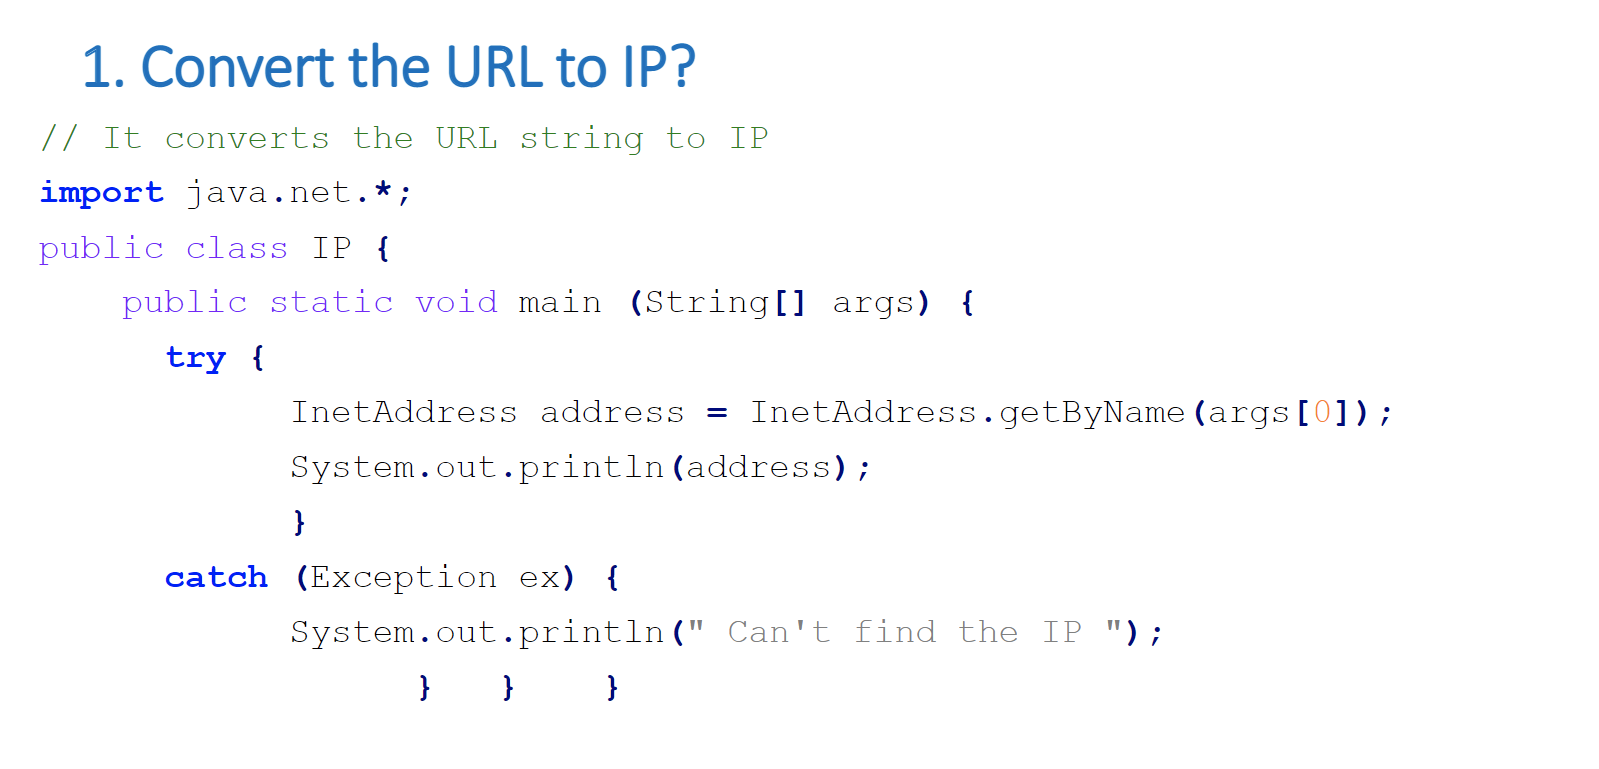 1. Convert the URL to IP?
// It converts the URL string to IP
import java.net.*;
public class IP {
public static void main (String[] args) {
try {
InetAddress address = InetAddress.getByName(args[0]);
System.out.println(address);
}
catch (Exception ex) {
System.out.println(" Can't find the IP ");
} } }